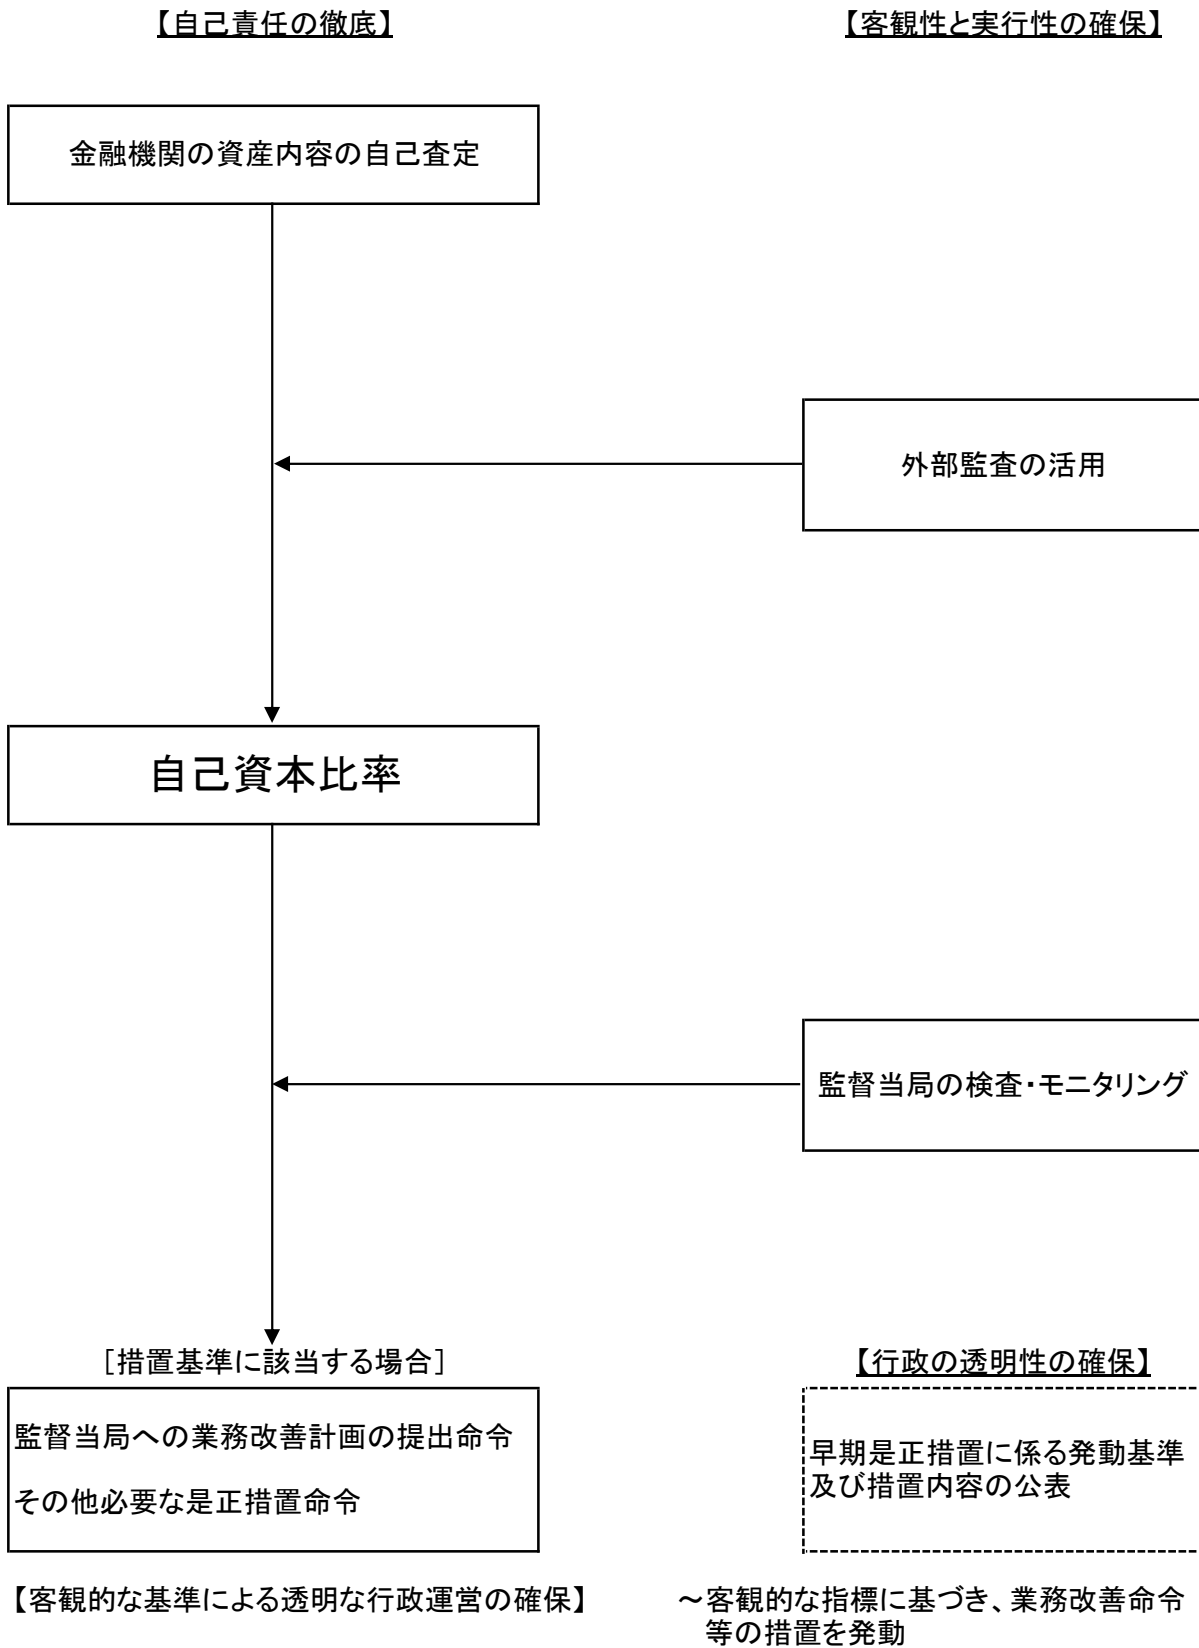 【自己責任の徹底】
【客観性と実行性の確保】
金融機関の資産内容の自己査定
外部監査の活用
自己資本比率
監督当局の検査・モニタリング
［措置基準に該当する場合］
【行政の透明性の確保】
監督当局への業務改善計画の提出命令
その他必要な是正措置命令
早期是正措置に係る発動基準
及び措置内容の公表
【客観的な基準による透明な行政運営の確保】
～客観的な指標に基づき、業務改善命令
等の措置を発動